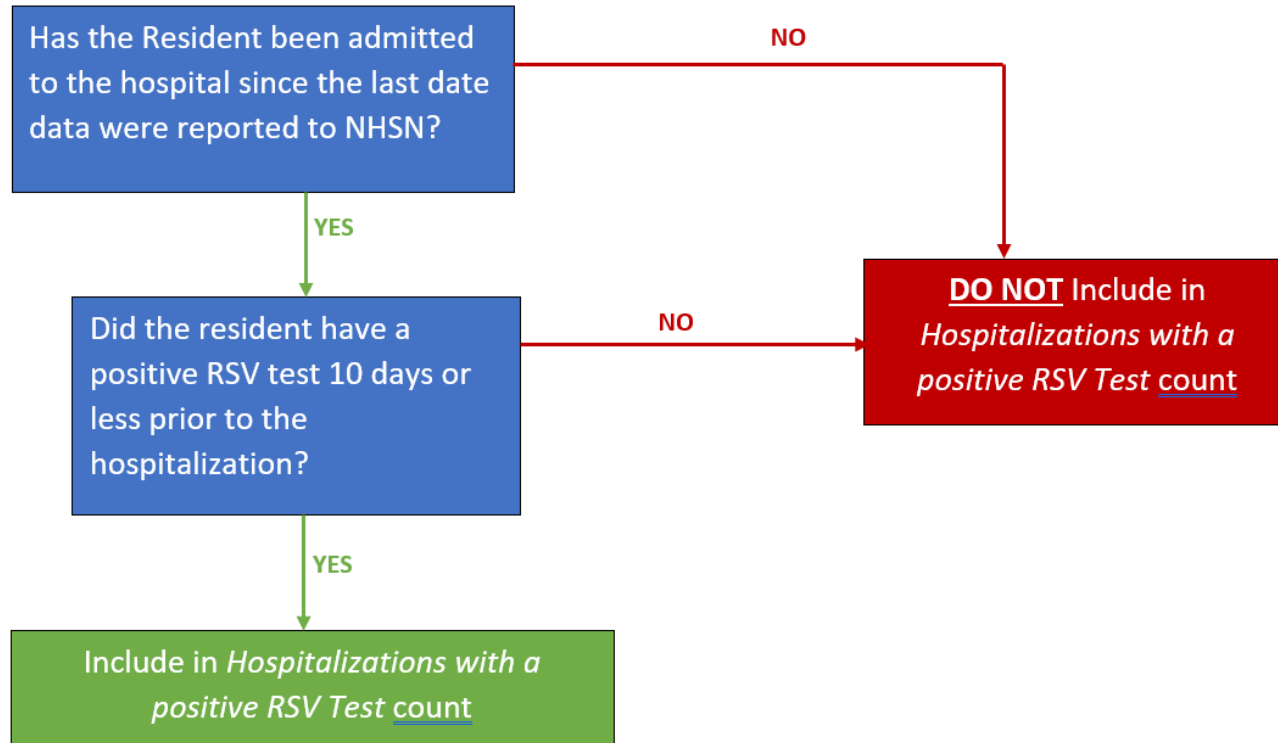 Has the Resident been admitted
to the hospital since the last date
data were reported to NHSN?
NO
YES
Did the resident have a
positive RSV test 10 days or
less prior to the
hospitalization?
NO
DO NOT Include in
Hospitalizations with a
positive RSV Test count
YES
Include in Hospitalizations with a
positive RSV Test count